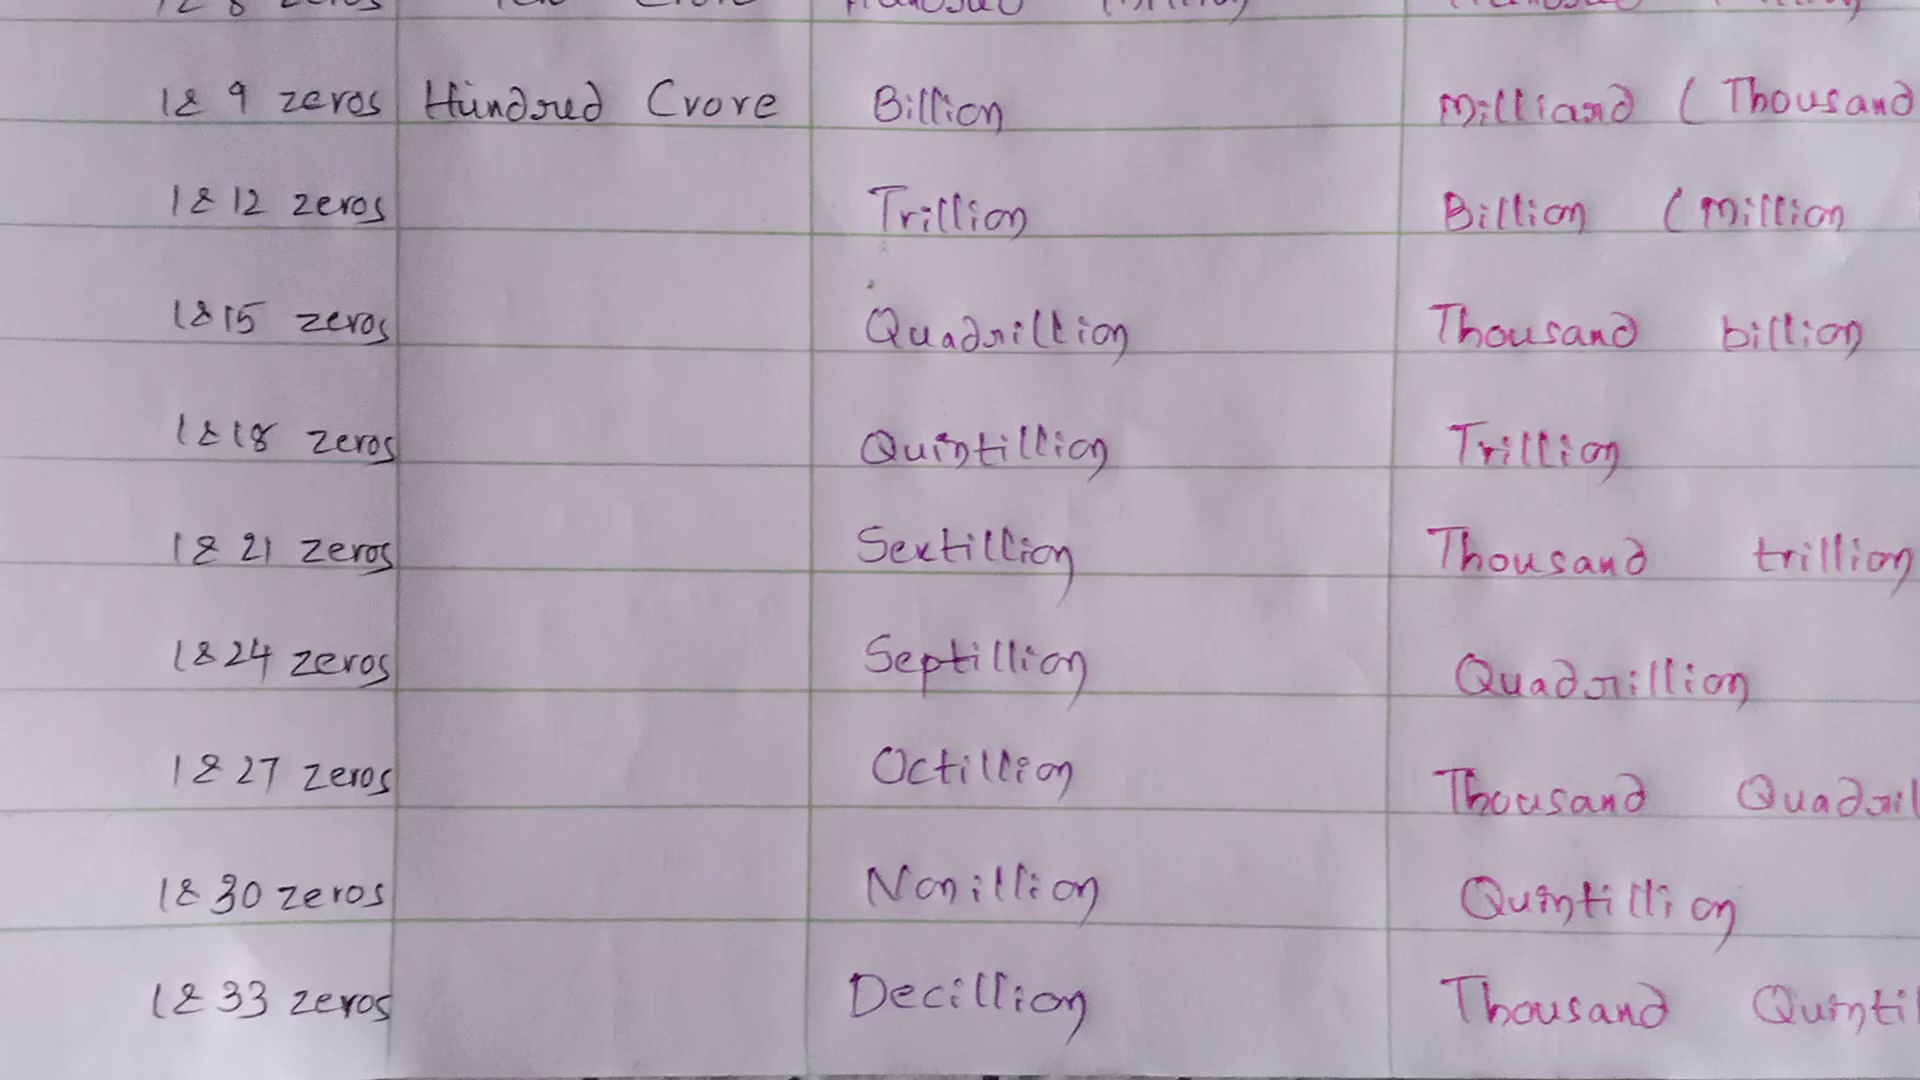 1 & 9 zeros Hundred Crore Billion Milliard (Thousand
1 & 12 zeros Trillion Billion (Million
1 & 15 zeros Quadrillion Thousand billion
1 & 18 zeros Quintillion Trillion
1 & 21 zeros Sextillion Thousand trillion
1 & 24 zeros Septillion Quadrillion
1 & 27 zeros Octillion Thousand Quadril
1 & 30 zeros Nonillion Quintillion
1 & 33 zeros Decillion Thousand Quintil